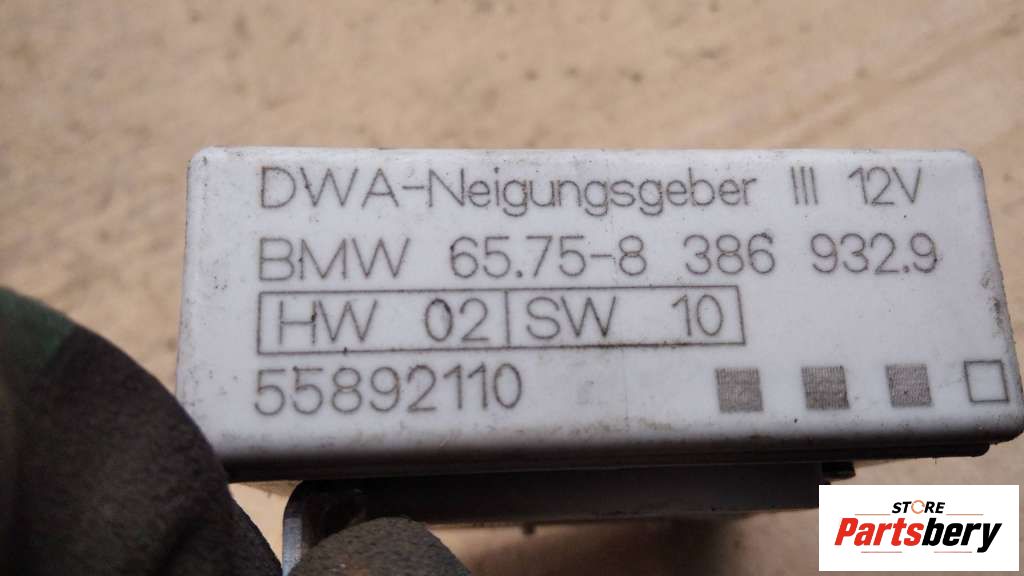 DWA-Neigungsgeber III 12V
BMW 65.75-8 386 932.9
HW 02 SW 10
55892110
STORE
Partsbery